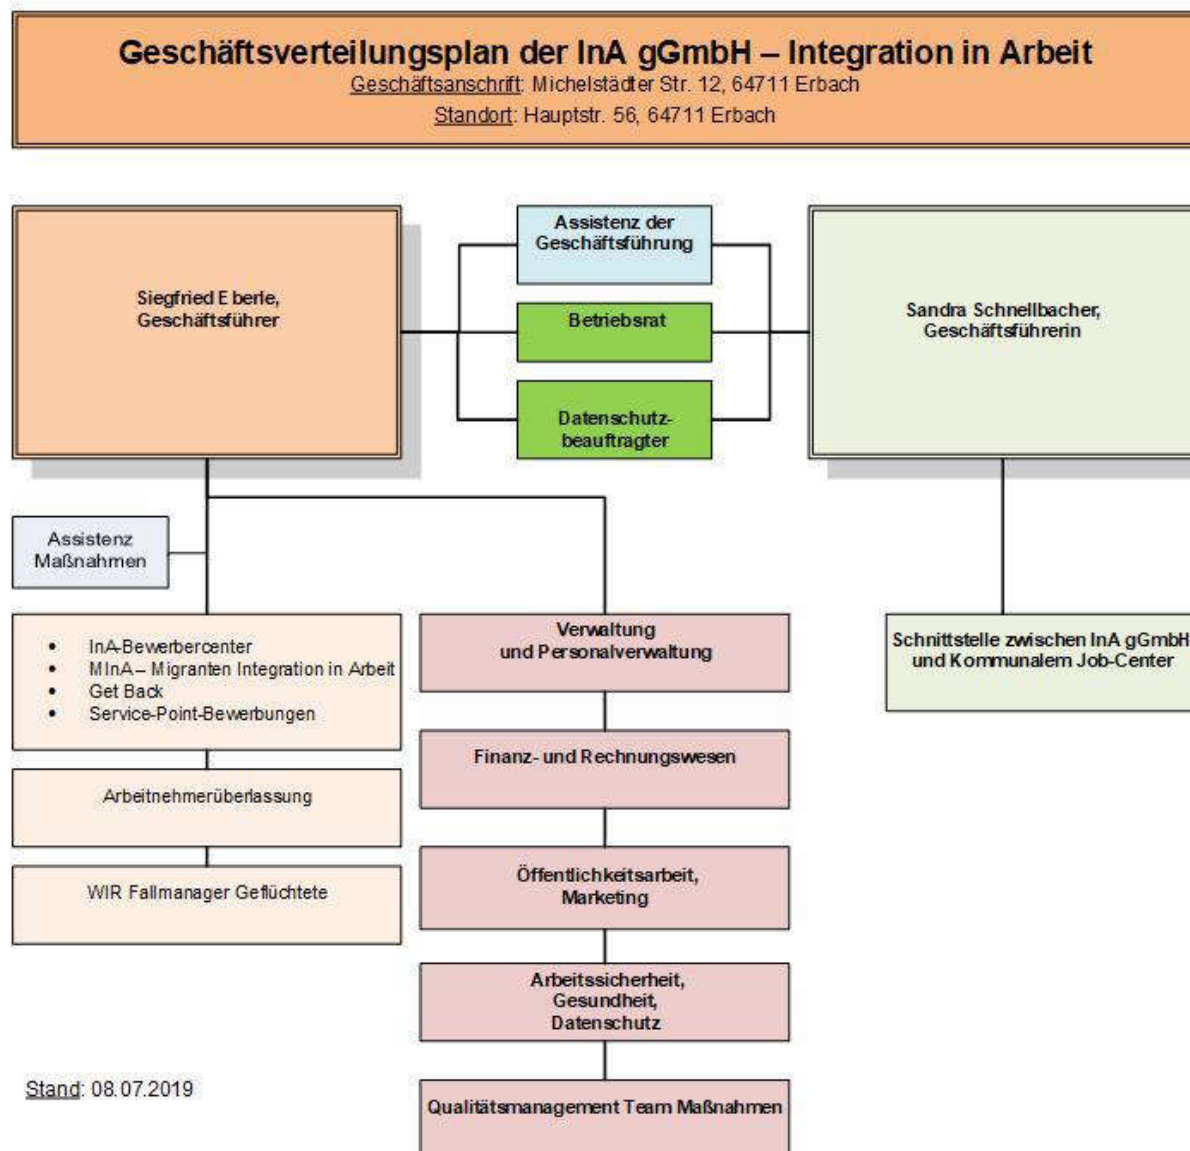 Geschäftsverteilungsplan der InA gGmbH – Integration in Arbeit
Geschäftsanschrift: Michelstädter Str. 12, 64711 Erbach
Standort: Hauptstr. 56, 64711 Erbach
Siegfried Eberle,
Geschäftsführer
Assistenz der
Geschäftsführung
Betriebsrat
Datenschutz-
beauftragter
Sandra Schnellbacher,
Geschäftsführerin
Assistenz
Maßnahmen
• InA-Bewerbercenter
• MInA – Migranten Integration in Arbeit
• Get Back
• Service-Point-Bewerbungen
Arbeitnehmerüberlassung
WIR Fallmanager Geflüchtete
Verwaltung
und Personalverwaltung
Finanz- und Rechnungswesen
Öffentlichkeitsarbeit,
Marketing
Arbeitssicherheit,
Gesundheit,
Datenschutz
Qualitätsmanagement Team Maßnahmen
Schnittstelle zwischen InA gGmbH
und Kommunalem Job-Center
Stand: 08.07.2019